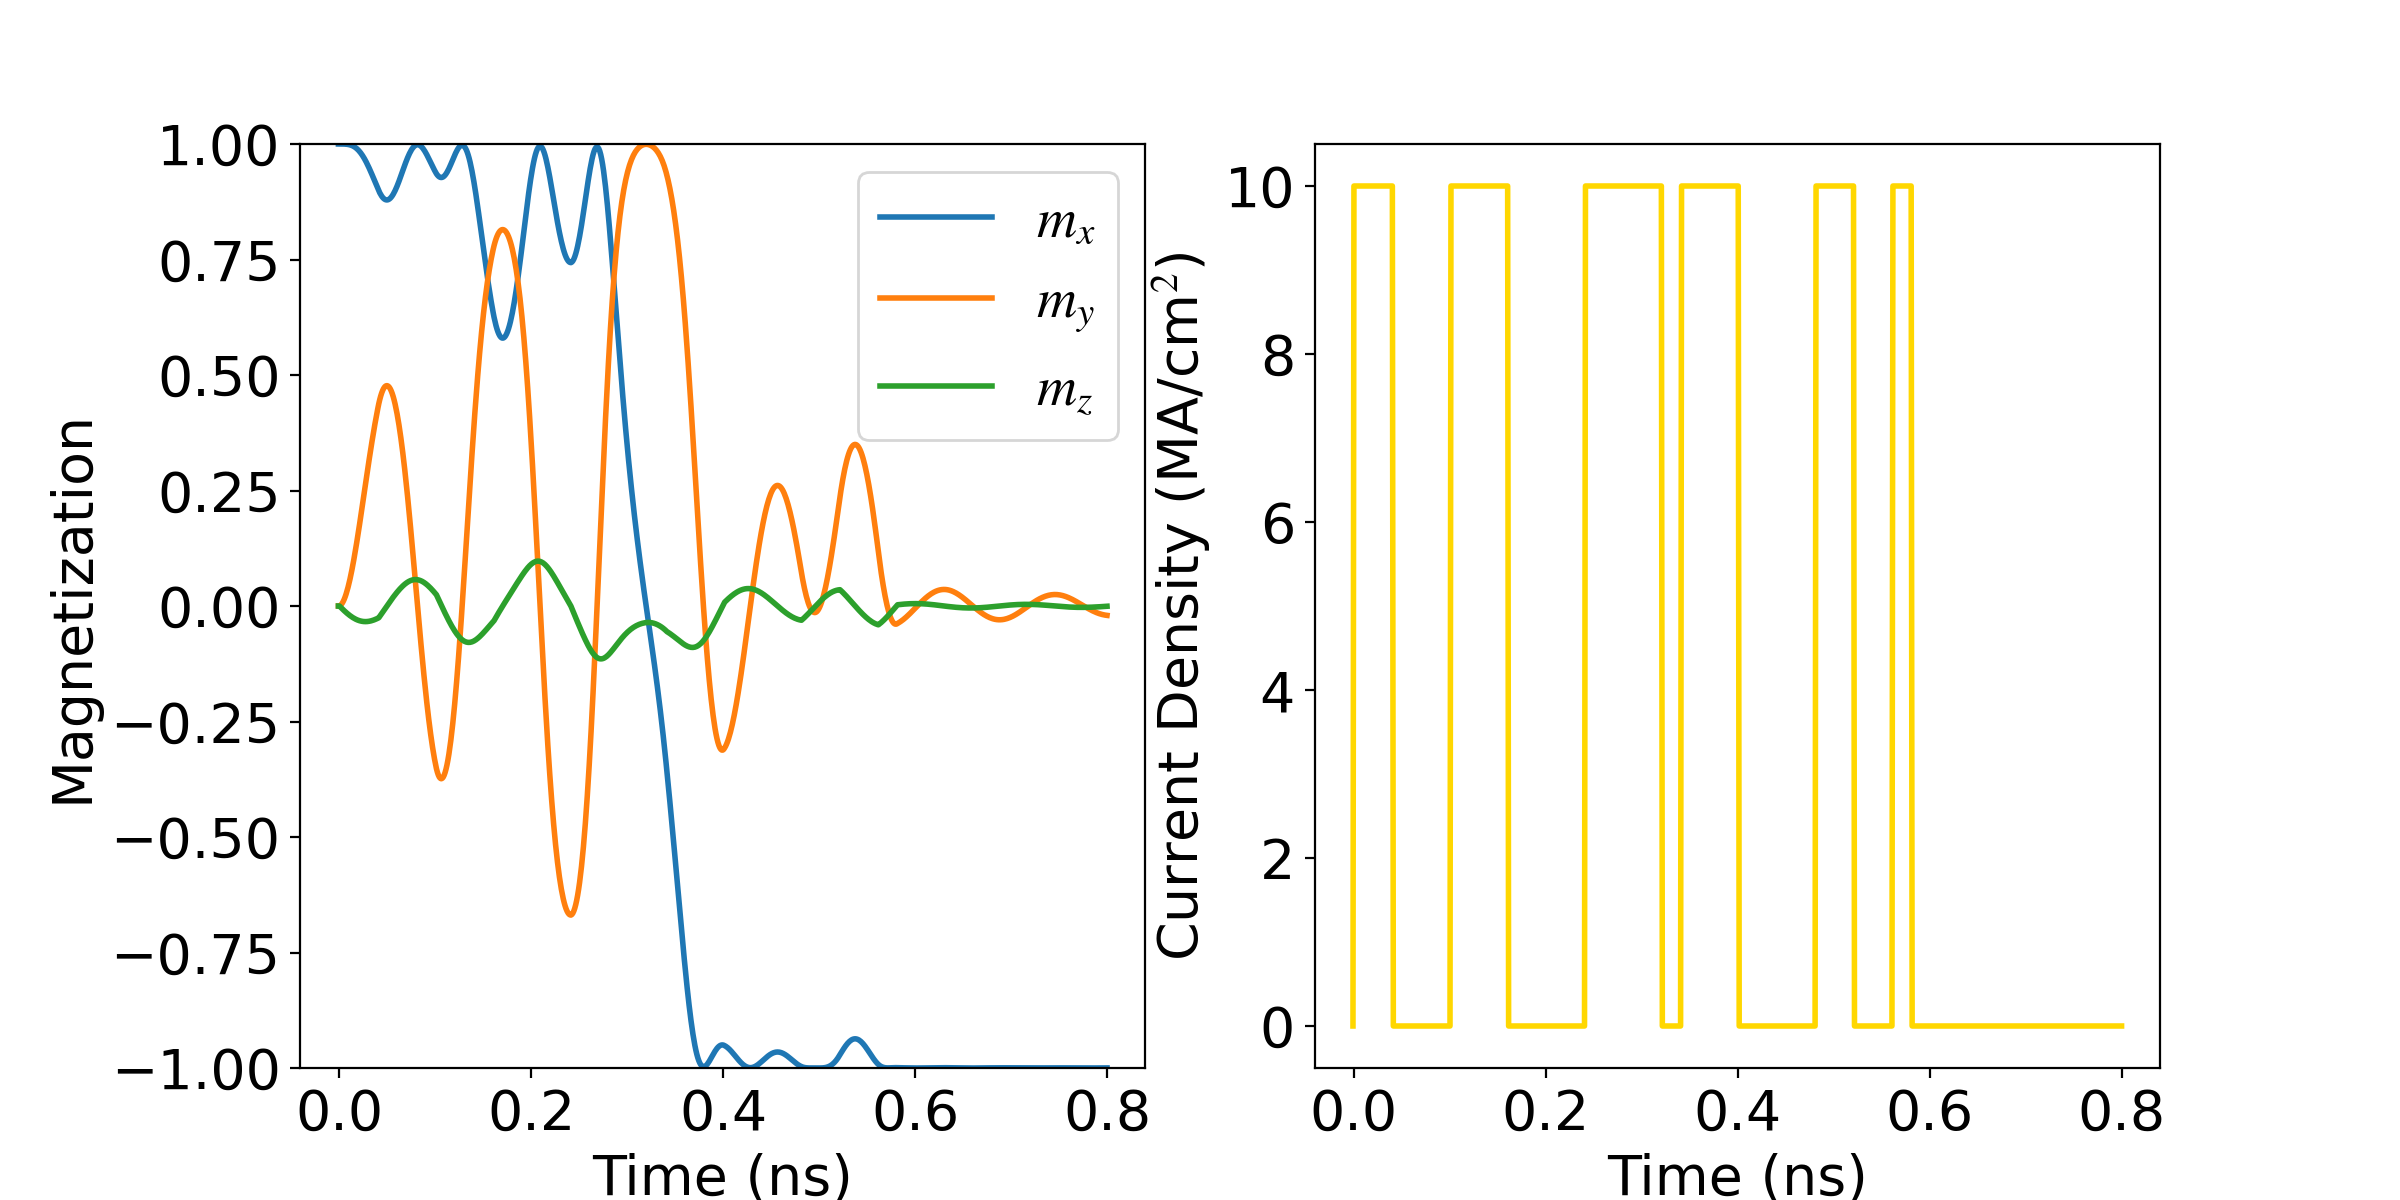 1.00
0.75
0.50
0.25
0.00
−0.25
−0.50
−0.75
−1.00
Magnetization
0.0 0.2 0.4 0.6 0.8
Time (ns)
m_x
m_y
m_z
10
8
6
4
2
0
Current Density (MA/cm²)
0.0 0.2 0.4 0.6 0.8
Time (ns)